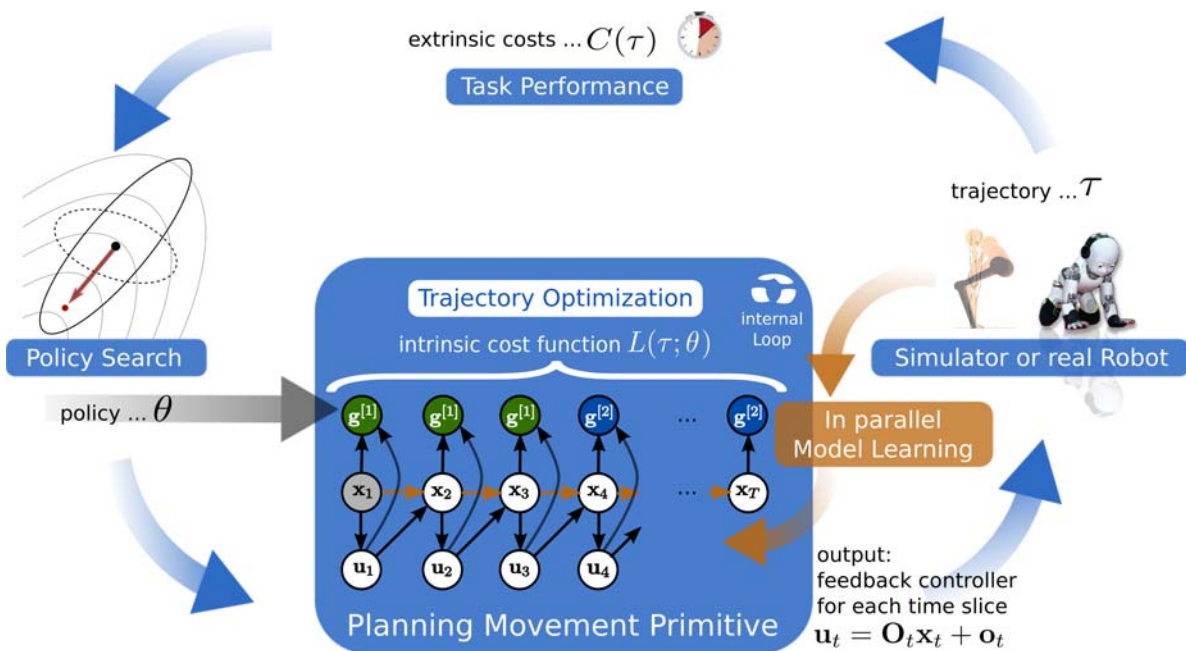 extrinsic costs ... C(τ)
Task Performance
trajectory ... τ
Policy Search
policy ... θ
Trajectory Optimization
internal
Loop
intrinsic cost function L(τ; θ)
g[1] g[1] g[1] g[2] ... g[2]
x1 x2 x3 x4 ... xT
u1 u2 u3 u4
Planning Movement Primitive
Simulator or real Robot
In parallel
Model Learning
output:
feedback controller
for each time slice
ut = Otxt + ot